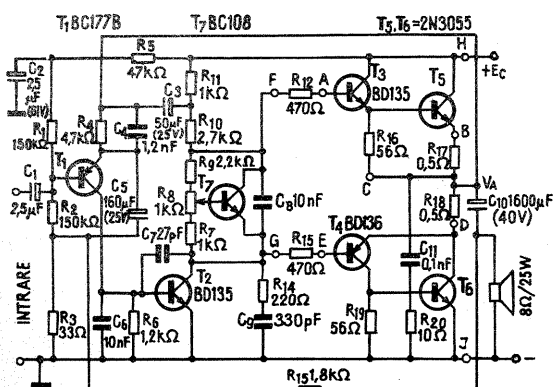 T₁BC177B T₇BC108 T₅,T₆=2N3055
R₅ 47kΩ
H +E_C
C₂ 2,5 µF
R₁₁ 1kΩ
C₃ 50µF (25V)
F R₁₂ A 470Ω
T₃ BD135
T₅
R₁ 150kΩ
R₄ 4,7kΩ
C₄ 1,2nF
R₁₀ 2,7kΩ
R₁₆ 56Ω
B
R₁₇ 0,5Ω
T₁
R₉ 2,2kΩ
T₇
C₁ 2,5µF
C₅ 160µF (25V)
R₈ 1kΩ
C₈ 10nF
C
V_A
R₂ 150kΩ
R₁₈ 0,5Ω
D
C₁₀ 1600µF (40V)
C₇ 27pF
R₇ 1kΩ
G R₁₅ E 470Ω
T₄ BD136
C₁₁ 0,1nF
T₂ BD135
T₆
INTRARE
R₃ 33Ω
C₆ 10nF
R₆ 1,2kΩ
R₁₄ 220Ω
C₉ 330pF
R₁₉ 56Ω
R₂₀ 10Ω
8Ω/25W
J −
R₁₅ 1,8kΩ